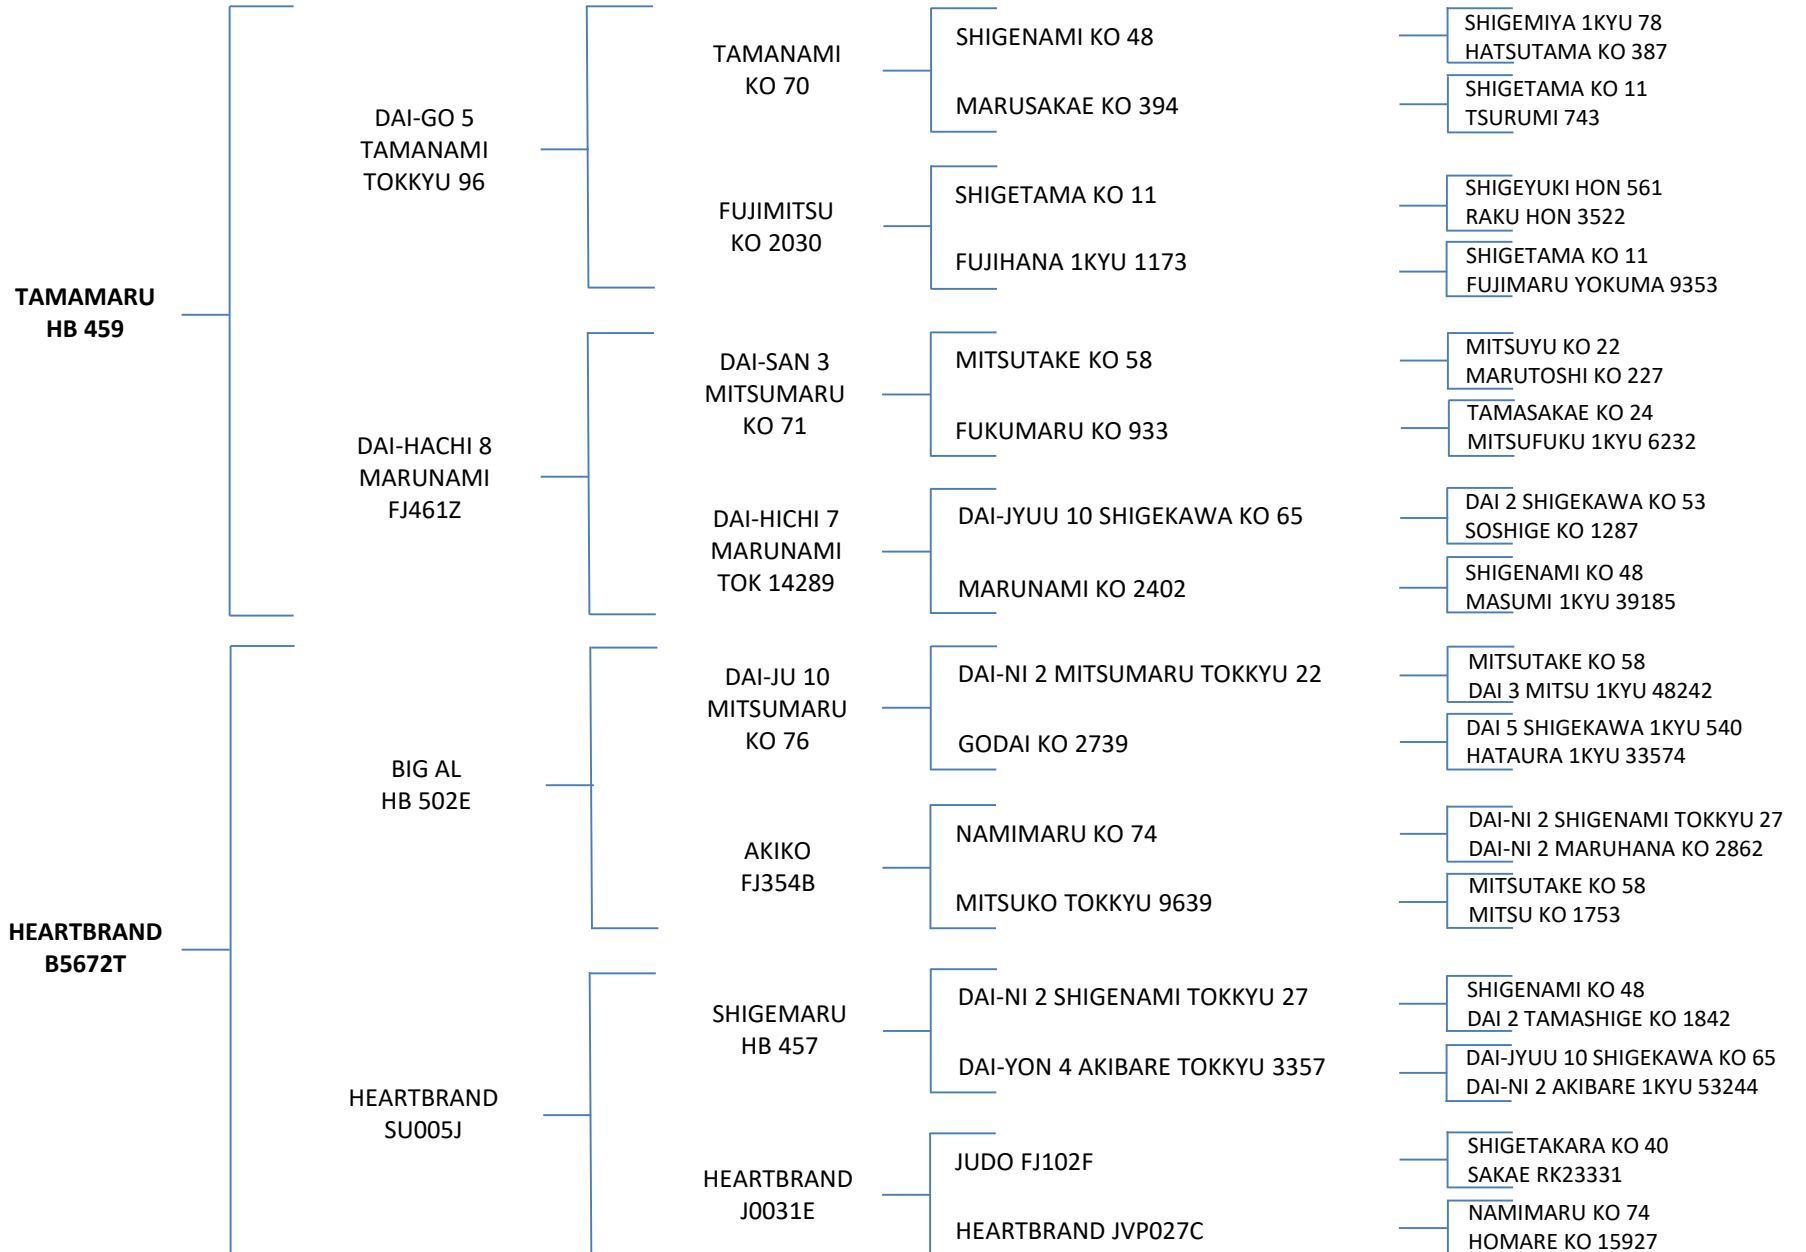 TAMAMARU
HB 459
DAI-GO 5
TAMANAMI
TOKKYU 96
DAI-HACHI 8
MARUNAMI
FJ461Z
TAMANAMI
KO 70
FUJIMITSU
KO 2030
DAI-SAN 3
MITSUMARU
KO 71
DAI-HICHI 7
MARUNAMI
TOK 14289
SHIGENAMI KO 48
MARUSAKAE KO 394
SHIGETAMA KO 11
FUJIHANA 1KYU 1173
MITSUTAKE KO 58
FUKUMARU KO 933
DAI-JYUU 10 SHIGEKAWA KO 65
MARUNAMI KO 2402
SHIGEMIYA 1KYU 78
HATSUTAMA KO 387
SHIGETAMA KO 11
TSURUMI 743
SHIGEYUKI HON 561
RAKU HON 3522
SHIGETAMA KO 11
FUJIMARU YOKUMA 9353
MITSUYU KO 22
MARUTOSHI KO 227
TAMASAKAE KO 24
MITSUFUKU 1KYU 6232
DAI 2 SHIGEKAWA KO 53
SOSHIGE KO 1287
SHIGENAMI KO 48
MASUMI 1KYU 39185
HEARTBRAND
B5672T
BIG AL
HB 502E
HEARTBRAND
SU005J
DAI-JU 10
MITSUMARU
KO 76
AKIKO
FJ354B
SHIGEMARU
HB 457
HEARTBRAND
J0031E
DAI-NI 2 MITSUMARU TOKKYU 22
GODAI KO 2739
NAMIMARU KO 74
MITSUKO TOKKYU 9639
DAI-NI 2 SHIGENAMI TOKKYU 27
DAI-YON 4 AKIBARE TOKKYU 3357
JUDO FJ102F
HEARTBRAND JVP027C
MITSUTAKE KO 58
DAI 3 MITSU 1KYU 48242
DAI 5 SHIGEKAWA 1KYU 540
HATAURA 1KYU 33574
DAI-NI 2 SHIGENAMI TOKKYU 27
DAI-NI 2 MARUHANA KO 2862
MITSUTAKE KO 58
MITSU KO 1753
SHIGENAMI KO 48
DAI 2 TAMASHIGE KO 1842
DAI-JYUU 10 SHIGEKAWA KO 65
DAI-NI 2 AKIBARE 1KYU 53244
SHIGETAKARA KO 40
SAKAE RK23331
NAMIMARU KO 74
HOMARE KO 15927